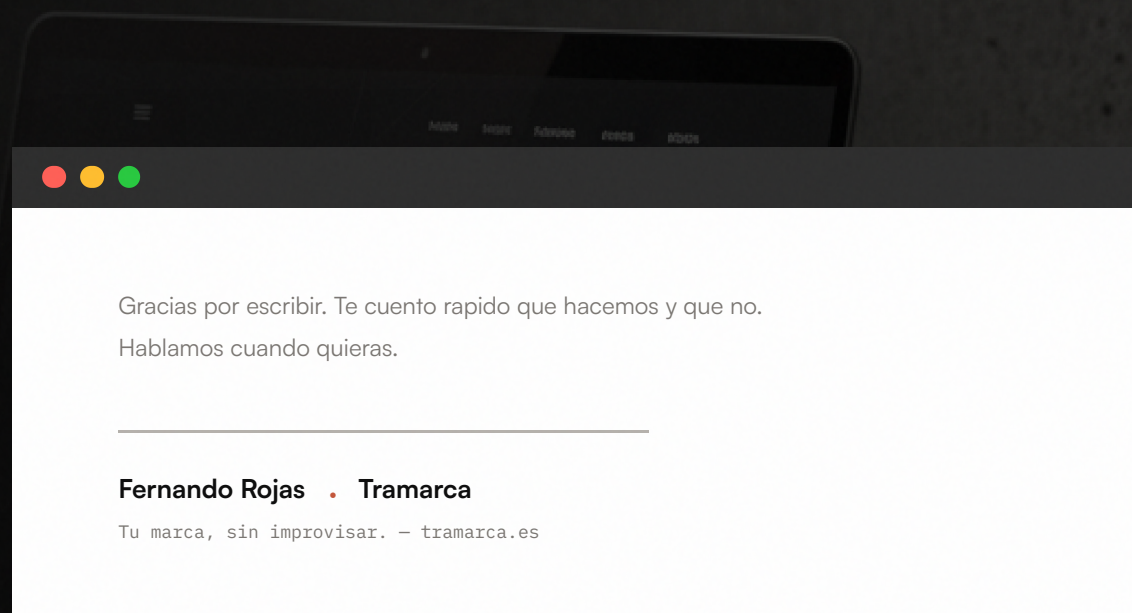 Gracias por escribir. Te cuento rapido que hacemos y que no.
Hablamos cuando quieras.
Fernando Rojas . Tramarca
Tu marca, sin improvisar. — tramarca.es